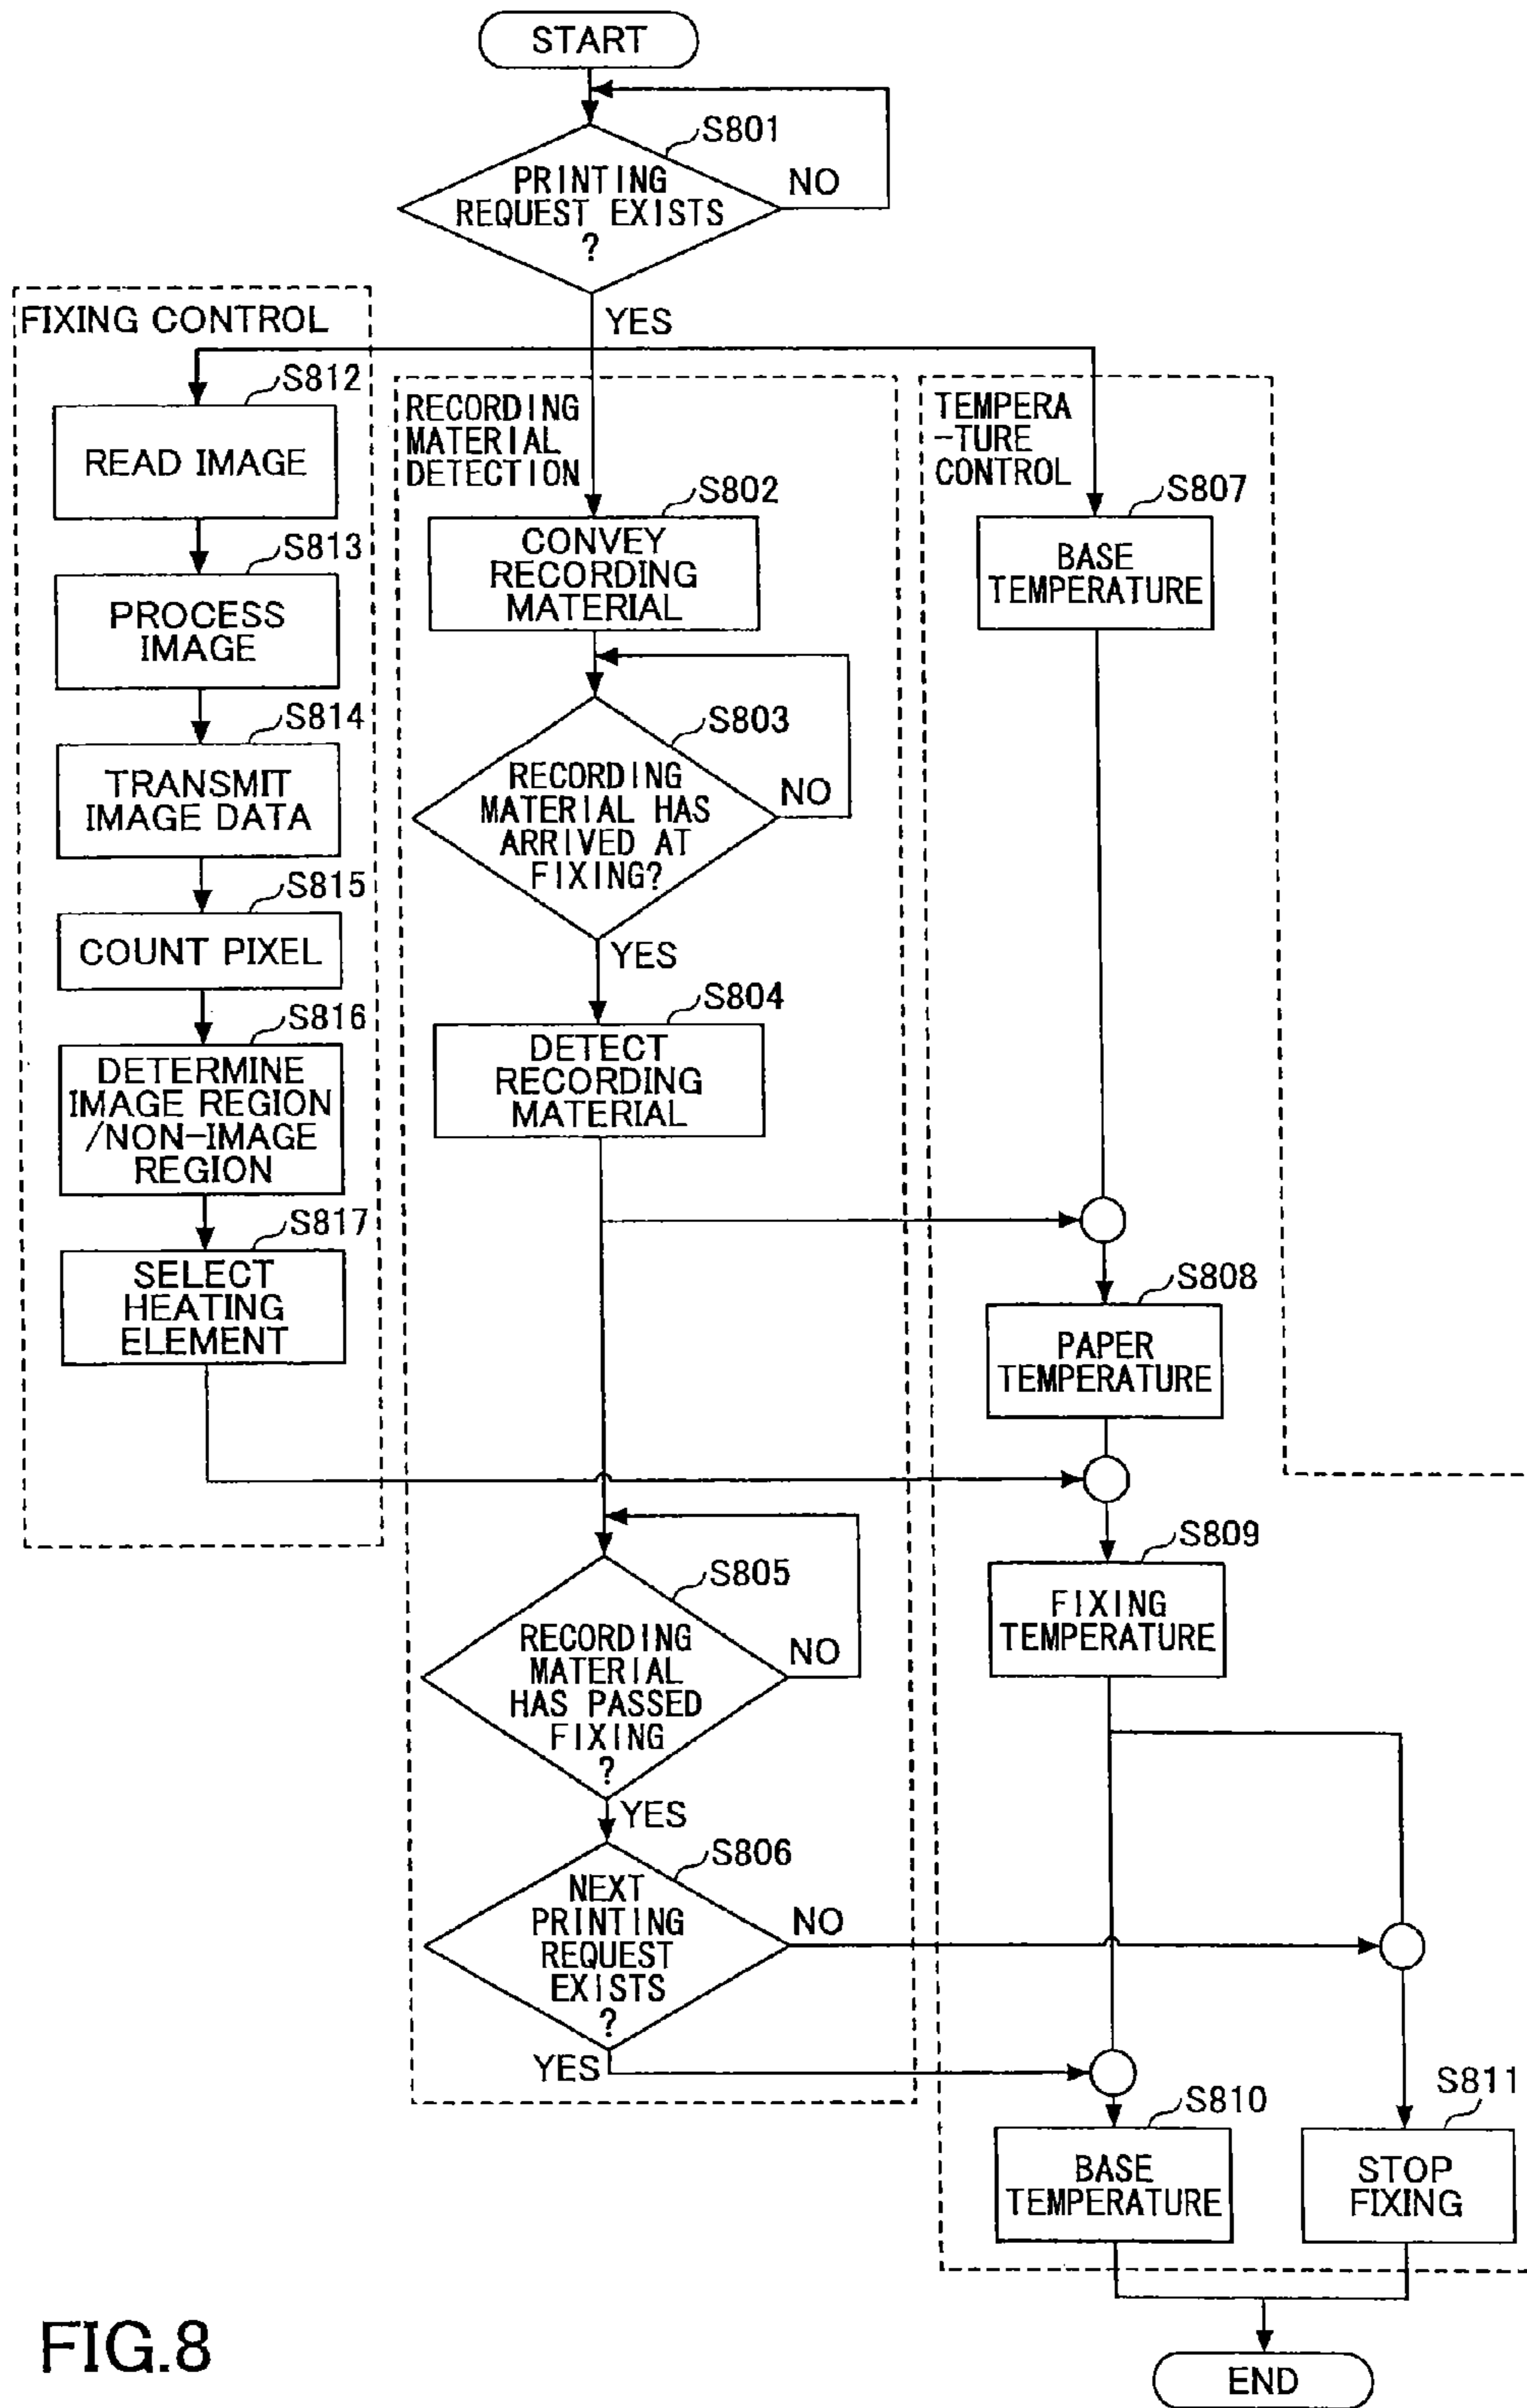 START
S801
PRINTING
REQUEST EXISTS
?
NO
YES
FIXING CONTROL
S812
READ IMAGE
S813
PROCESS
IMAGE
S814
TRANSMIT
IMAGE DATA
S815
COUNT PIXEL
S816
DETERMINE
IMAGE REGION
/NON-IMAGE
REGION
S817
SELECT
HEATING
ELEMENT
RECORDING
MATERIAL
DETECTION
S802
CONVEY
RECORDING
MATERIAL
S803
RECORDING
MATERIAL HAS
ARRIVED AT
FIXING?
NO
YES
S804
DETECT
RECORDING
MATERIAL
S805
RECORDING
MATERIAL
HAS PASSED
FIXING
?
NO
YES
S806
NEXT
PRINTING
REQUEST
EXISTS
?
NO
YES
TEMPERA
-TURE
CONTROL
S807
BASE
TEMPERATURE
S808
PAPER
TEMPERATURE
S809
FIXING
TEMPERATURE
S810
BASE
TEMPERATURE
S811
STOP
FIXING
END
FIG.8